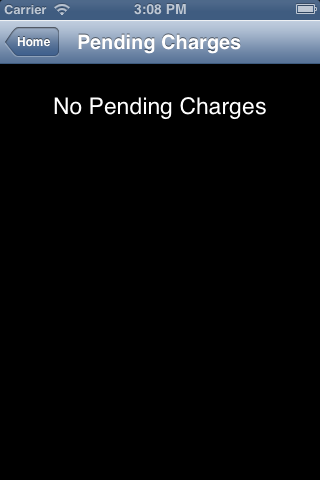 Carrier 3:08 PM
Home Pending Charges
No Pending Charges